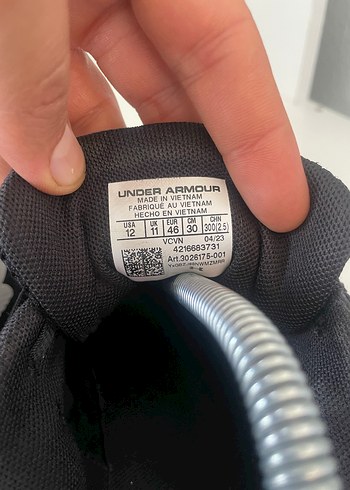 UNDER ARMOUR
MADE IN VIETNAM
FABRIQUÉ AU VIETNAM
HECHO EN VIETNAM
USA UK EUR CM CHN
12 11 46 30 300(2.5)
VCVN 04/23
4216683731
Art.3026175-001